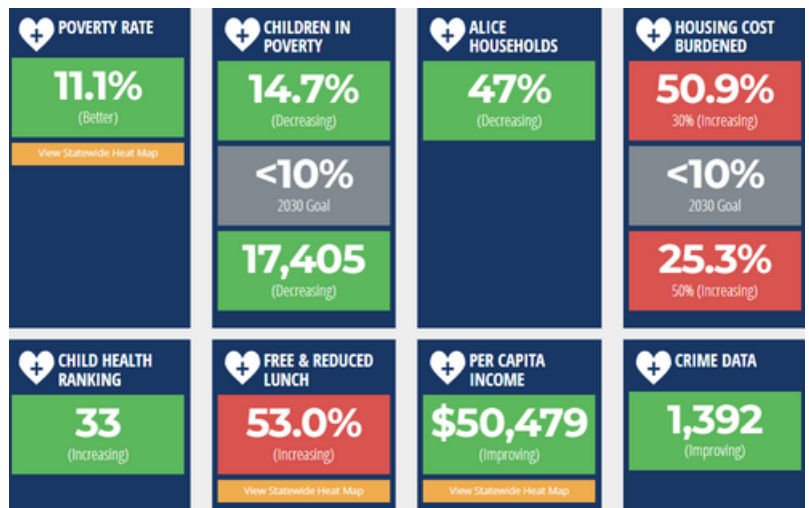 POVERTY RATE
11.1%
(Better)
View Statewide Heat Map
CHILDREN IN
POVERTY
14.7%
(Decreasing)
<10%
2030 Goal
17,405
(Decreasing)
ALICE
HOUSEHOLDS
47%
(Decreasing)
HOUSING COST
BURDENED
50.9%
30% (Increasing)
<10%
2030 Goal
25.3%
50% (Increasing)
CHILD HEALTH
RANKING
33
(Increasing)
FREE & REDUCED
LUNCH
53.0%
(Increasing)
View Statewide Heat Map
PER CAPITA
INCOME
$50,479
(Improving)
View Statewide Heat Map
CRIME DATA
1,392
(Improving)